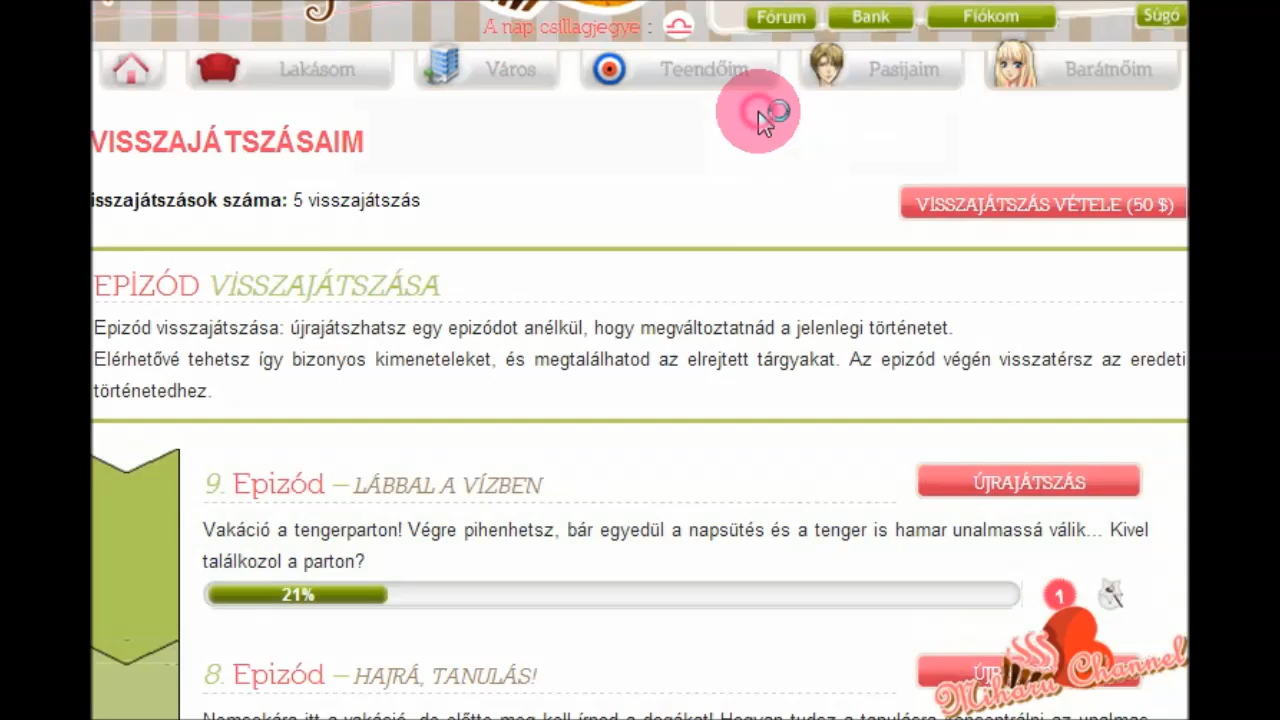 A nap csillagjegye :
Fórum
Bank
Fiókom
Súgó
Lakásom
Város
Teendőim
Pasijaim
Barátnőim
VISSZAJÁTSZÁSAIM
isszajátszások száma: 5 visszajátszás
VISSZAJÁTSZÁS VÉTELE (50 $)
EPIZÓD VISSZAJÁTSZÁSA
Epizód visszajátszása: újrajátszhatsz egy epizódot anélkül, hogy megváltoztatnád a jelenlegi történetet.
Elérhetővé tehetsz így bizonyos kimeneteleket, és megtalálhatod az elrejtett tárgyakat. Az epizód végén visszatérsz az eredeti
történetedhez.
9. Epizód – LÁBBAL A VÍZBEN
ÚJRAJÁTSZÁS
Vakáció a tengerparton! Végre pihenhetsz, bár egyedül a napsütés és a tenger is hamar unalmassá válik... Kivel
találkozol a parton?
21%
1
8. Epizód – HAJRÁ, TANULÁS!
Miharu Channel